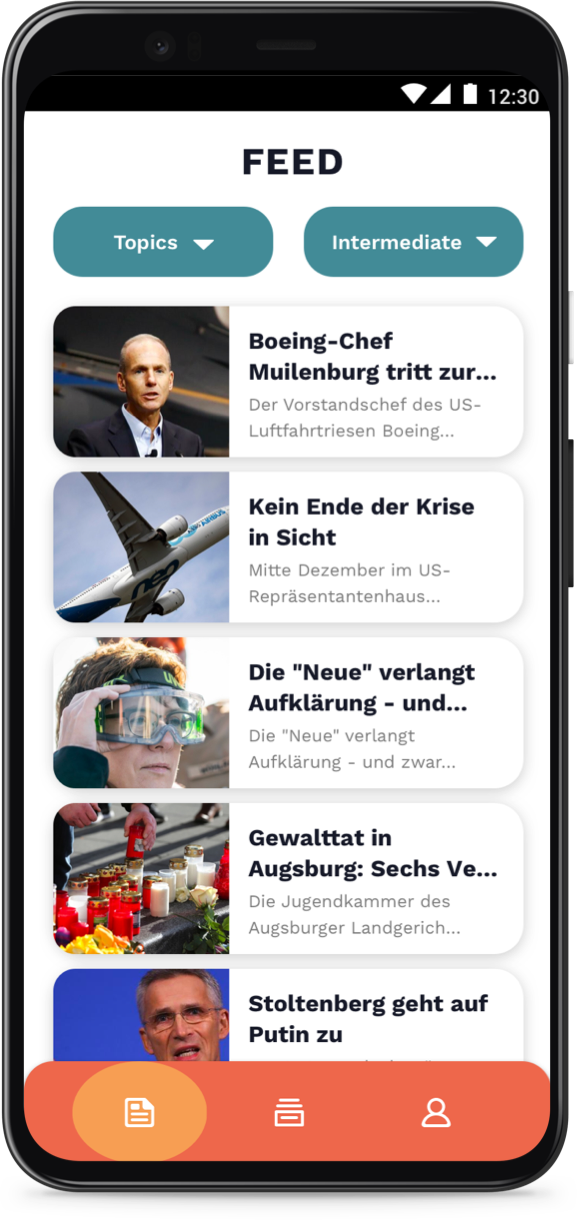 12:30
FEED
Topics
Intermediate
Boeing-Chef
Muilenburg tritt zur...
Der Vorstandschef des US-
Luftfahrtriesen Boeing...
neo
Kein Ende der Krise
in Sicht
Mitte Dezember im US-
Repräsentantenhaus...
Die "Neue" verlangt
Aufklärung - und...
Die "Neue" verlangt
Aufklärung - und zwar...
Gewalttat in
Augsburg: Sechs Ve...
Die Jugendkammer des
Augsburger Landgerich...
Stoltenberg geht auf
Putin zu